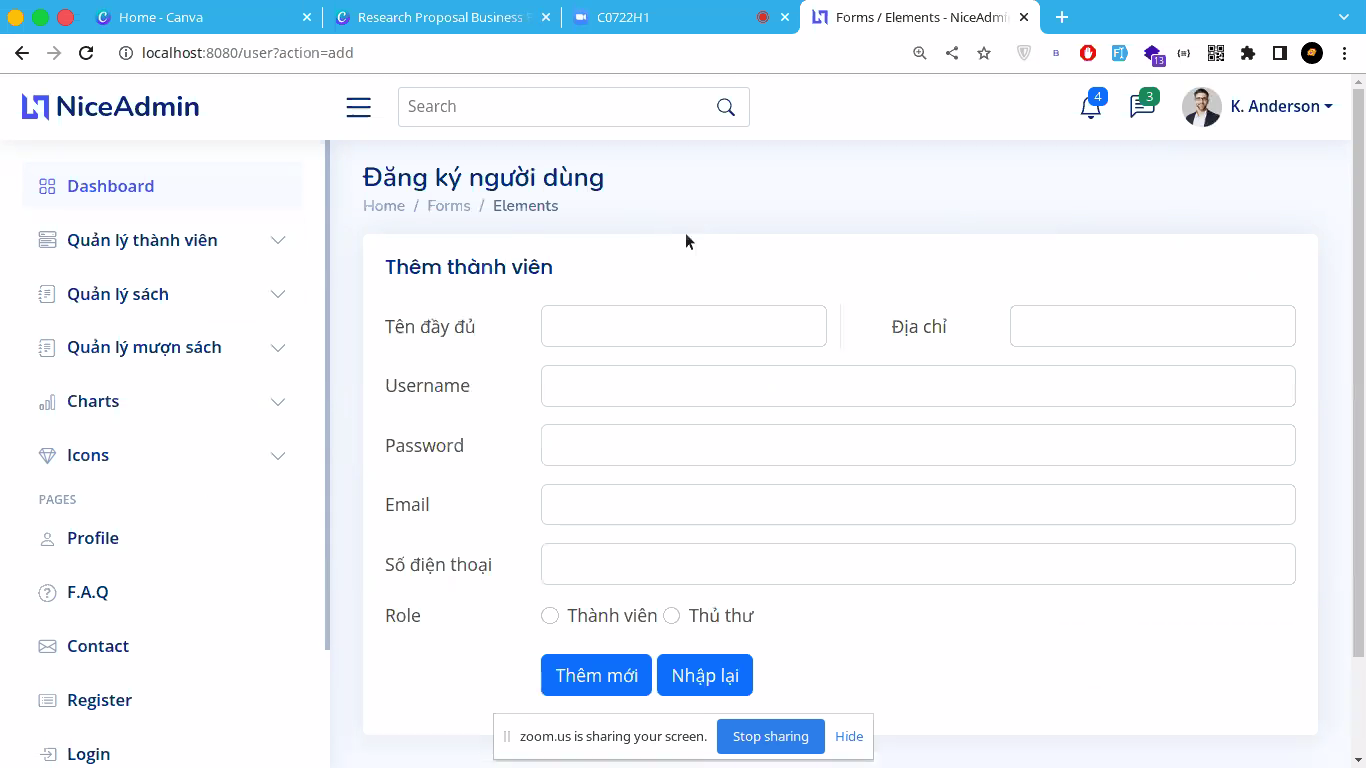 Home - Canva
Research Proposal Business
C0722H1
Forms / Elements - NiceAdmi
localhost:8080/user?action=add
13
NiceAdmin
Search
4
3
K. Anderson
Dashboard
Quản lý thành viên
Quản lý sách
Quản lý mượn sách
Charts
Icons
PAGES
Profile
F.A.Q
Contact
Register
Login
Đăng ký người dùng
Home / Forms / Elements
Thêm thành viên
Tên đầy đủ
Địa chỉ
Username
Password
Email
Số điện thoại
Role
Thành viên
Thủ thư
Thêm mới
Nhập lại
zoom.us is sharing your screen.
Stop sharing
Hide